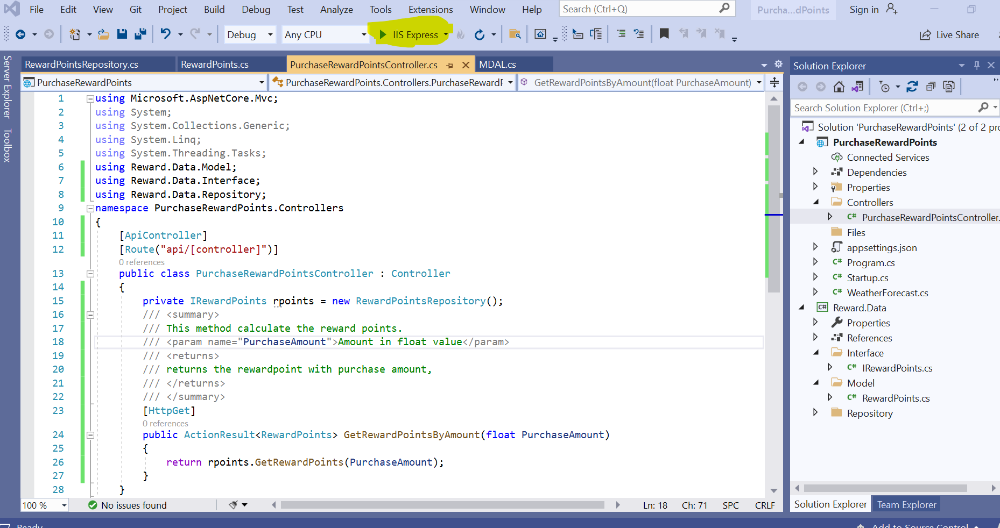 File Edit View Git Project Build Debug Test Analyze Tools Extensions Window Help Search (Ctrl+Q) Purcha...dPoints Sign in
Debug Any CPU IIS Express Live Share
Server Explorer
Toolbox
RewardPointsRepository.cs RewardPoints.cs PurchaseRewardPointsController.cs MDAL.cs
PurchaseRewardPoints PurchaseRewardPoints.Controllers.PurchaseRewardF GetRewardPointsByAmount(float PurchaseAmount)
1 using Microsoft.AspNetCore.Mvc;
2 using System;
3 using System.Collections.Generic;
4 using System.Linq;
5 using System.Threading.Tasks;
6 using Reward.Data.Model;
7 using Reward.Data.Interface;
8 using Reward.Data.Repository;
9 namespace PurchaseRewardPoints.Controllers
10 {
11 [ApiController]
12 [Route("api/[controller]")]
0 references
13 public class PurchaseRewardPointsController : Controller
14 {
15 private IRewardPoints rpoints = new RewardPointsRepository();
16 /// <summary>
17 /// This method calculate the reward points.
18 /// <param name="PurchaseAmount">Amount in float value</param>
19 /// <returns>
20 /// returns the rewardpoint with purchase amount,
21 /// </returns>
22 /// </summary>
23 [HttpGet]
0 references
24 public ActionResult<RewardPoints> GetRewardPointsByAmount(float PurchaseAmount)
25 {
26 return rpoints.GetRewardPoints(PurchaseAmount);
27 }
28 }
100 % No issues found Ln: 18 Ch: 71 SPC CRLF
Solution Explorer
Search Solution Explorer (Ctrl+;)
Solution 'PurchaseRewardPoints' (2 of 2 pro
PurchaseRewardPoints
Connected Services
Dependencies
Properties
Controllers
C# PurchaseRewardPointsController.
Files
appsettings.json
C# Program.cs
C# Startup.cs
C# WeatherForecast.cs
C# Reward.Data
Properties
References
Interface
C# IRewardPoints.cs
Model
C# RewardPoints.cs
Repository
Solution Explorer Team Explorer
Ready Add to Source Control